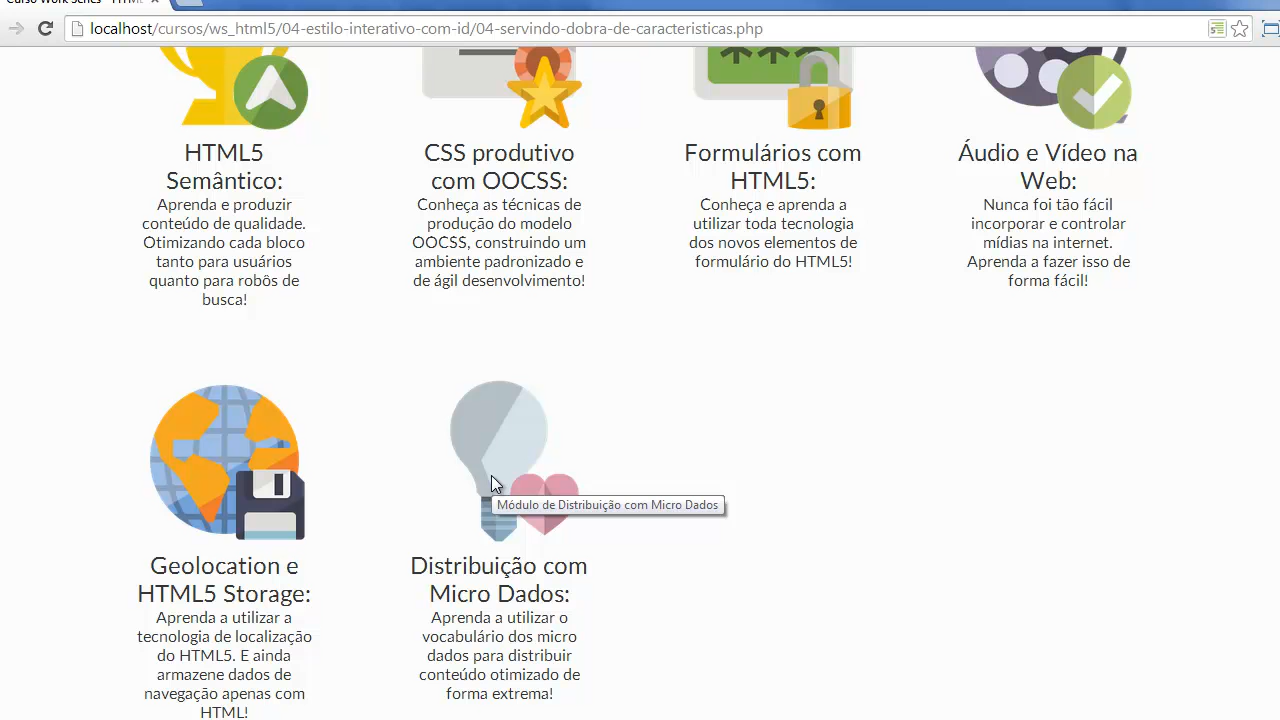 Curso Work Series - HTML
localhost/cursos/ws_html5/04-estilo-interativo-com-id/04-servindo-dobra-de-caracteristicas.php
HTML5
Semântico:
Aprenda e produzir
conteúdo de qualidade.
Otimizando cada bloco
tanto para usuários
quanto para robôs de
busca!
CSS produtivo
com OOCSS:
Conheça as técnicas de
produção do modelo
OOCSS, construindo um
ambiente padronizado e
de ágil desenvolvimento!
Formulários com
HTML5:
Conheça e aprenda a
utilizar toda tecnologia
dos novos elementos de
formulário do HTML5!
Áudio e Vídeo na
Web:
Nunca foi tão fácil
incorporar e controlar
mídias na internet.
Aprenda a fazer isso de
forma fácil!
Geolocation e
HTML5 Storage:
Aprenda a utilizar a
tecnologia de localização
do HTML5. E ainda
armazene dados de
navegação apenas com
HTML!
Módulo de Distribuição com Micro Dados
Distribuição com
Micro Dados:
Aprenda a utilizar o
vocabulário dos micro
dados para distribuir
conteúdo otimizado de
forma extrema!